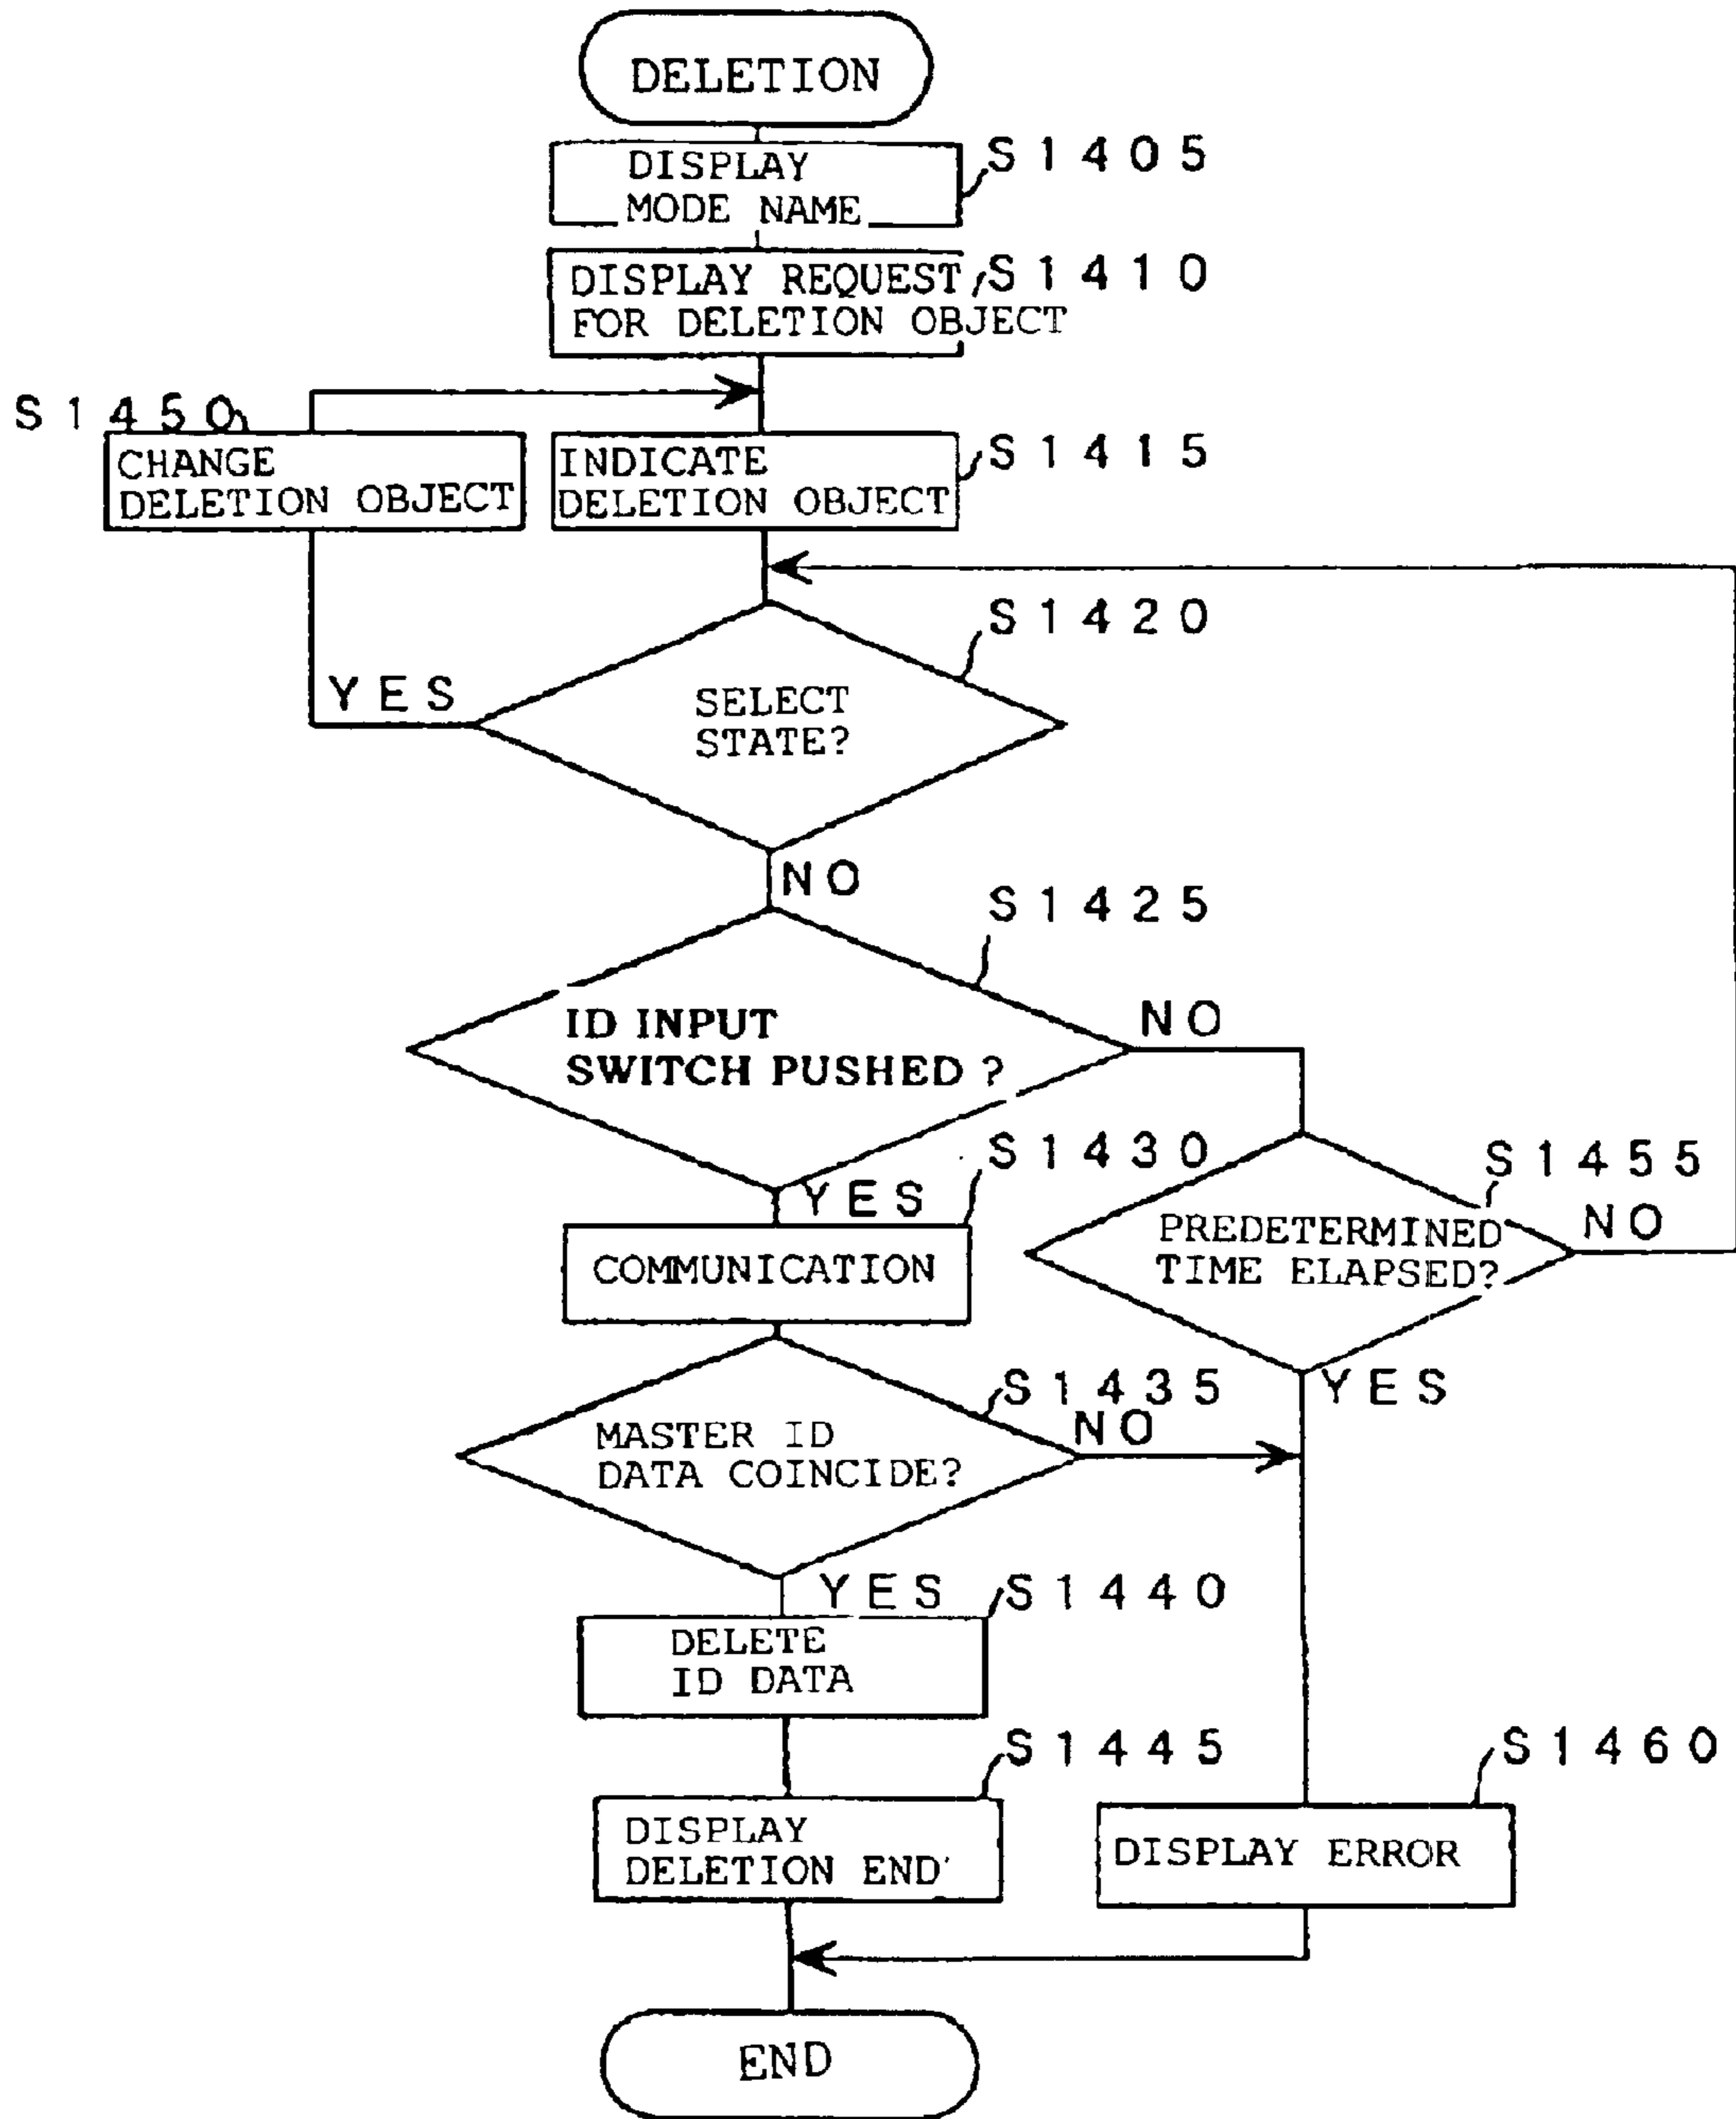 DELETION
DISPLAY
MODE NAME
S1405
DISPLAY REQUEST
FOR DELETION OBJECT
S1410
S1450
CHANGE
DELETION OBJECT
INDICATE
DELETION OBJECT
S1415
S1420
SELECT
STATE?
YES
NO
S1425
ID INPUT
SWITCH PUSHED ?
NO
YES
S1430
COMMUNICATION
S1455
PREDETERMINED
TIME ELAPSED?
NO
YES
S1435
MASTER ID
DATA COINCIDE?
NO
YES
S1440
DELETE
ID DATA
S1445
DISPLAY
DELETION END
S1460
DISPLAY ERROR
END